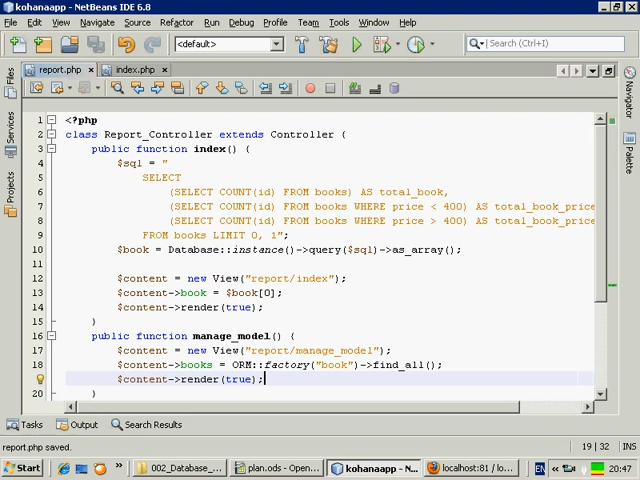 kohanaapp - NetBeans IDE 6.8
File Edit View Navigate Source Refactor Run Debug Profile Team Tools Window Help
<default> Search (Ctrl+I)
report.php index.php
Files
Services
Projects
Navigator
Palette
1 <?php
2 class Report_Controller extends Controller {
3 public function index() {
4 $sql = "
5 SELECT
6 (SELECT COUNT(id) FROM books) AS total_book,
7 (SELECT COUNT(id) FROM books WHERE price < 400) AS total_book_price
8 (SELECT COUNT(id) FROM books WHERE price > 400) AS total_book_price
9 FROM books LIMIT 0, 1";
10 $book = Database::instance()->query($sql)->as_array();
11
12 $content = new View("report/index");
13 $content->book = $book[0];
14 $content->render(true);
15 }
16 public function manage_model() {
17 $content = new View("report/manage_model");
18 $content->books = ORM::factory("book")->find_all();
$content->render(true);
20 }
Tasks Output Search Results
report.php saved. 19 | 32 INS
Start » 002_Database_... plan.ods - Open... kohanaapp - N... localhost:81 / lo... EN « 20:47